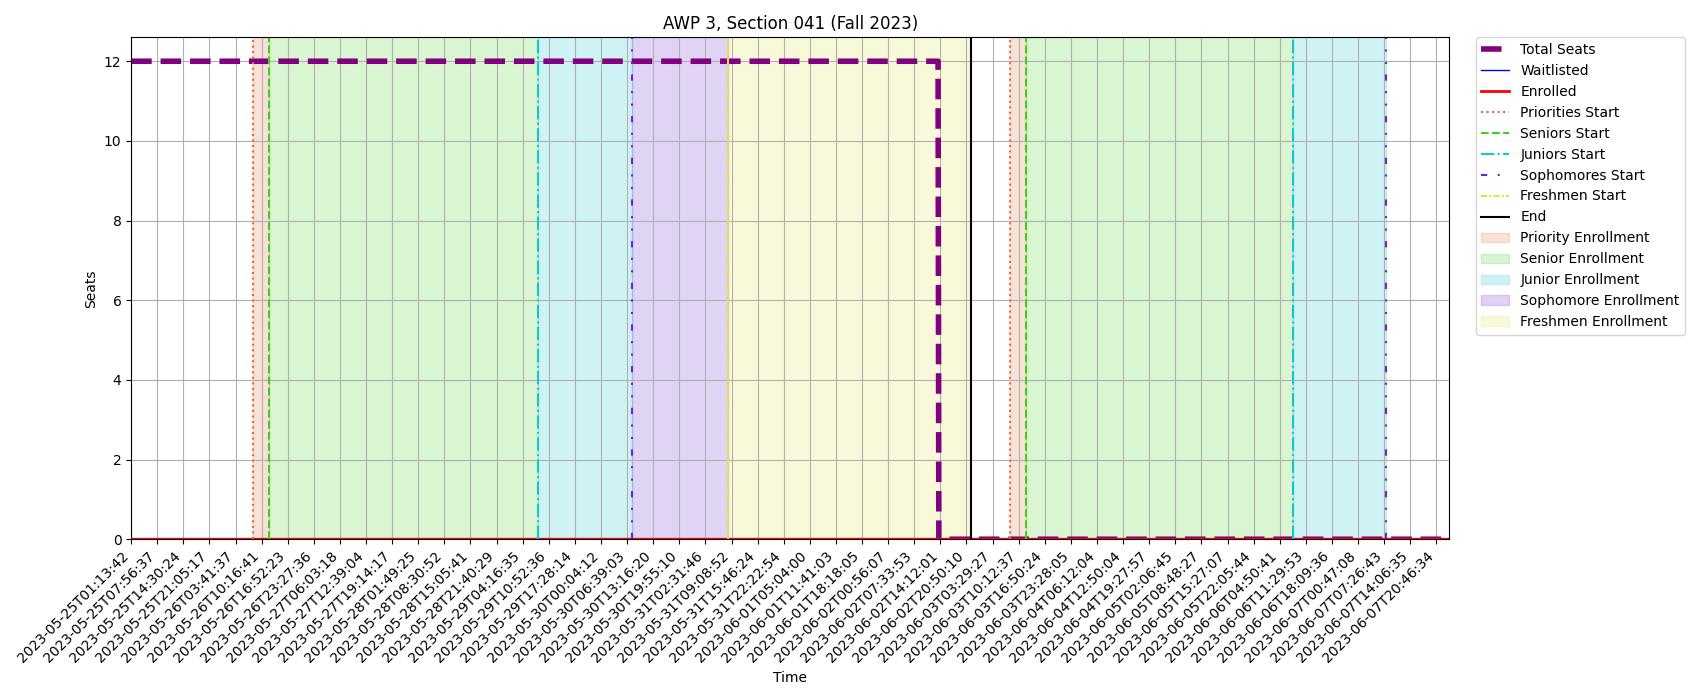 AWP 3, Section 041 (Fall 2023)
Seats
12
10
8
6
4
2
0
2023-05-25T01:13:42
2023-05-25T07:56:37
2023-05-25T14:30:24
2023-05-25T21:05:17
2023-05-26T03:41:37
2023-05-26T10:16:41
2023-05-26T16:52:23
2023-05-26T23:27:36
2023-05-27T06:03:18
2023-05-27T12:39:04
2023-05-27T19:14:17
2023-05-28T01:49:25
2023-05-28T08:30:52
2023-05-28T15:05:41
2023-05-28T21:40:29
2023-05-29T04:16:35
2023-05-29T10:52:36
2023-05-29T17:28:14
2023-05-30T00:04:12
2023-05-30T06:39:03
2023-05-30T13:16:20
2023-05-30T19:55:10
2023-05-31T02:31:46
2023-05-31T09:08:52
2023-05-31T15:46:24
2023-05-31T22:22:54
2023-06-01T05:04:00
2023-06-01T11:41:03
2023-06-01T18:18:05
2023-06-02T00:56:07
2023-06-02T07:33:53
2023-06-02T14:12:01
2023-06-02T20:50:10
2023-06-03T03:29:27
2023-06-03T10:12:37
2023-06-03T16:50:24
2023-06-03T23:28:05
2023-06-04T06:12:04
2023-06-04T12:50:04
2023-06-04T19:27:57
2023-06-05T02:06:45
2023-06-05T08:48:27
2023-06-05T15:27:07
2023-06-05T22:05:44
2023-06-06T04:50:41
2023-06-06T11:29:53
2023-06-06T18:09:36
2023-06-07T00:47:08
2023-06-07T07:26:43
2023-06-07T14:06:35
2023-06-07T20:46:34
Time
Total Seats
Waitlisted
Enrolled
Priorities Start
Seniors Start
Juniors Start
Sophomores Start
Freshmen Start
End
Priority Enrollment
Senior Enrollment
Junior Enrollment
Sophomore Enrollment
Freshmen Enrollment